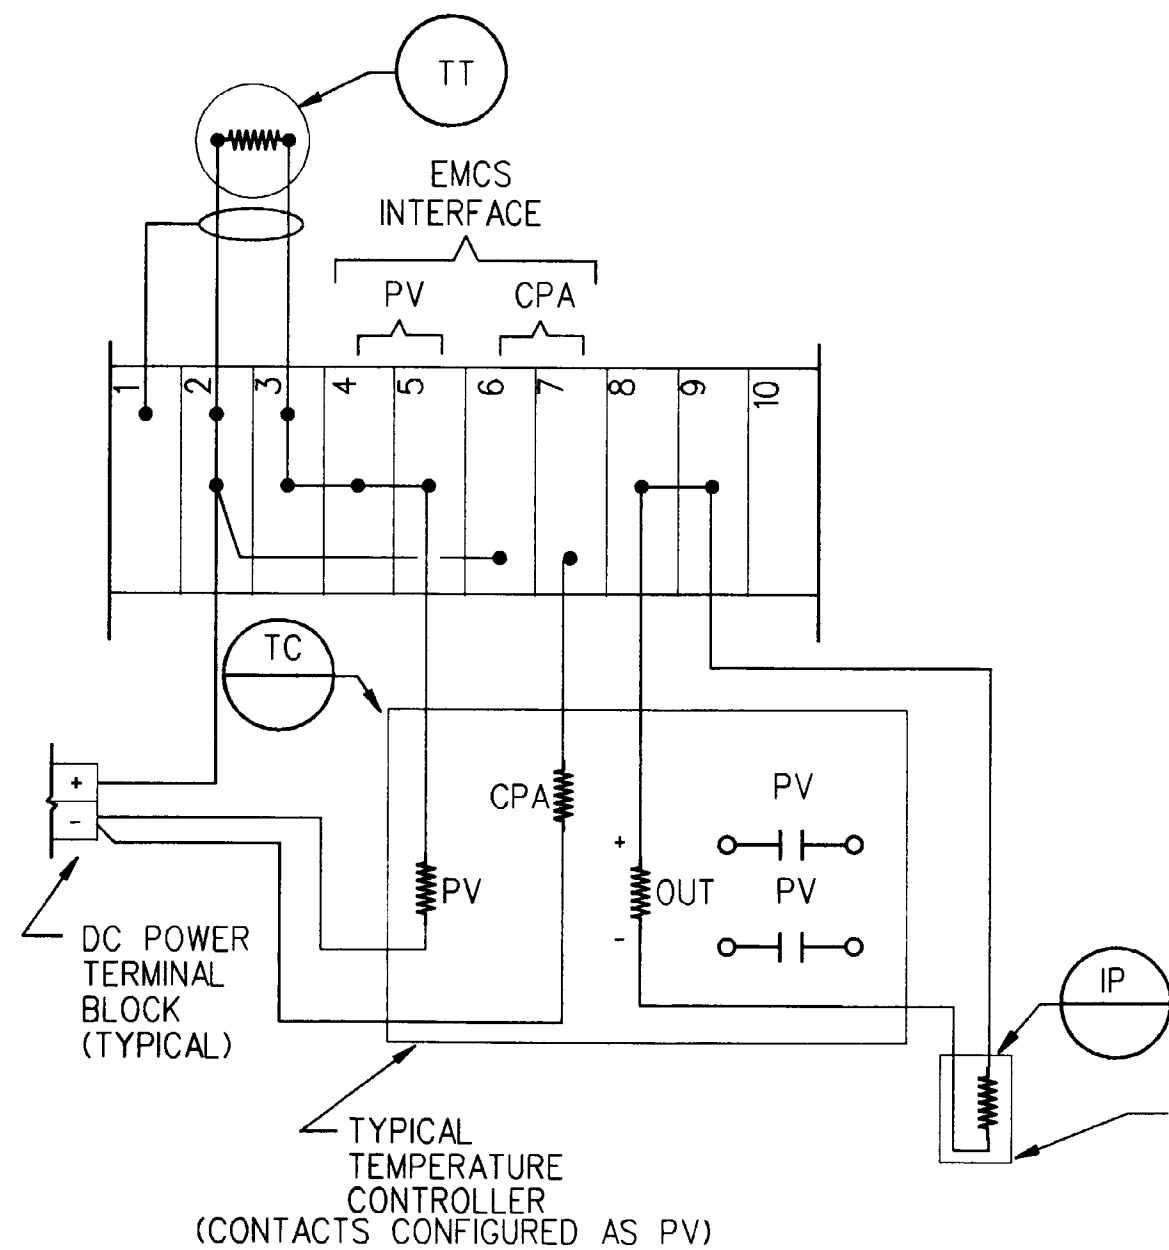 TT
EMCS
INTERFACE
PV
CPA
1 2 3 4 5 6 7 8 9 10
TC
+
-
CPA
PV
+
PV
OUT
PV
-
DC POWER
TERMINAL
BLOCK
(TYPICAL)
IP
TYPICAL
TEMPERATURE
CONTROLLER
(CONTACTS CONFIGURED AS PV)